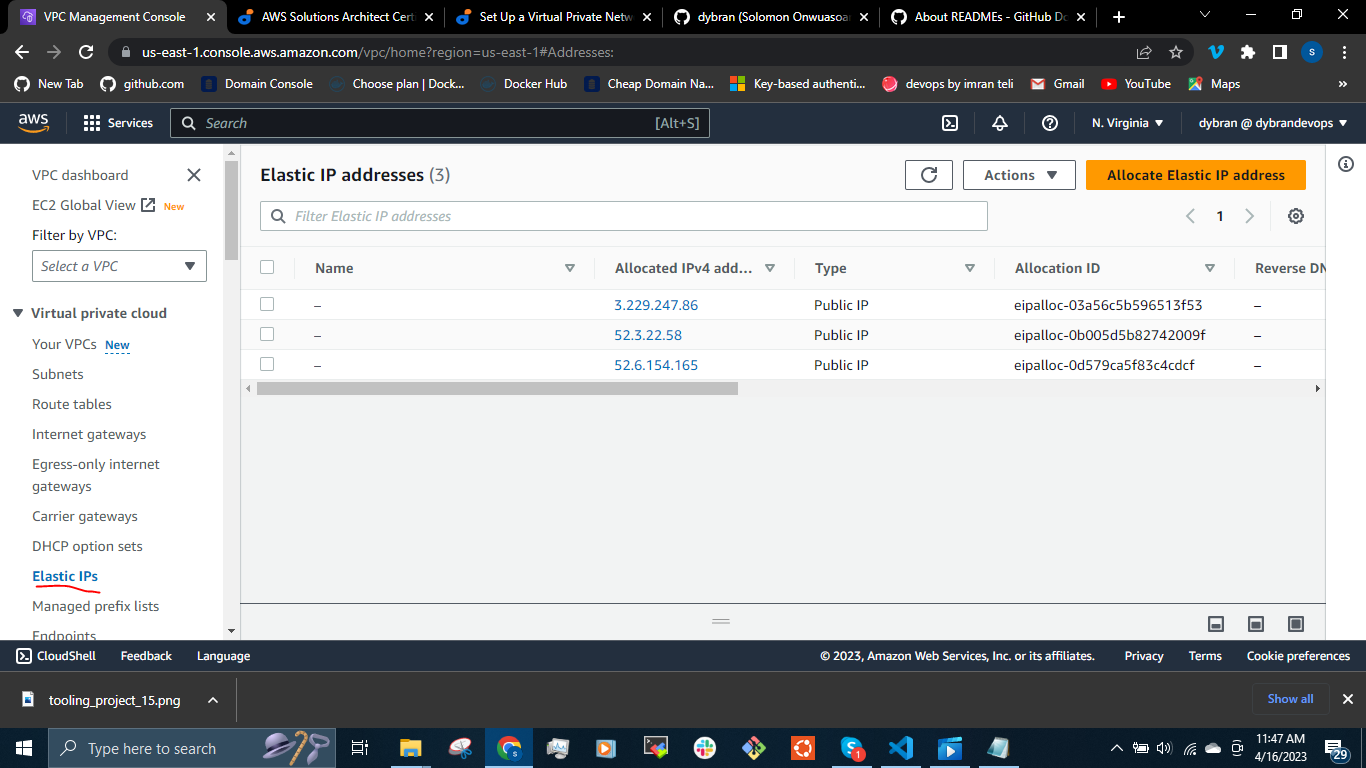 VPC Management Console
AWS Solutions Architect Cert
Set Up a Virtual Private Netw
dybran (Solomon Onwuasoa
About READMEs - GitHub Do
us-east-1.console.aws.amazon.com/vpc/home?region=us-east-1#Addresses:
S
New Tab
github.com
Domain Console
Choose plan | Dock...
Docker Hub
Cheap Domain Na...
Key-based authenti...
devops by imran teli
Gmail
YouTube
Maps
»
aws
Services
Search
[Alt+S]
N. Virginia
dybran @ dybrandevops
VPC dashboard
EC2 Global View New
Filter by VPC:
Select a VPC
Virtual private cloud
Your VPCs New
Subnets
Route tables
Internet gateways
Egress-only internet
gateways
Carrier gateways
DHCP option sets
Elastic IPs
Managed prefix lists
Endpoints
Elastic IP addresses (3)
Actions
Allocate Elastic IP address
Filter Elastic IP addresses
1
Name Allocated IPv4 add... Type Allocation ID Reverse DN
– 3.229.247.86 Public IP eipalloc-03a56c5b596513f53 –
– 52.3.22.58 Public IP eipalloc-0b005d5b82742009f –
– 52.6.154.165 Public IP eipalloc-0d579ca5f83c4cdcf –
CloudShell
Feedback
Language
© 2023, Amazon Web Services, Inc. or its affiliates.
Privacy
Terms
Cookie preferences
tooling_project_15.png
Show all
Type here to search
1
11:47 AM
4/16/2023
29